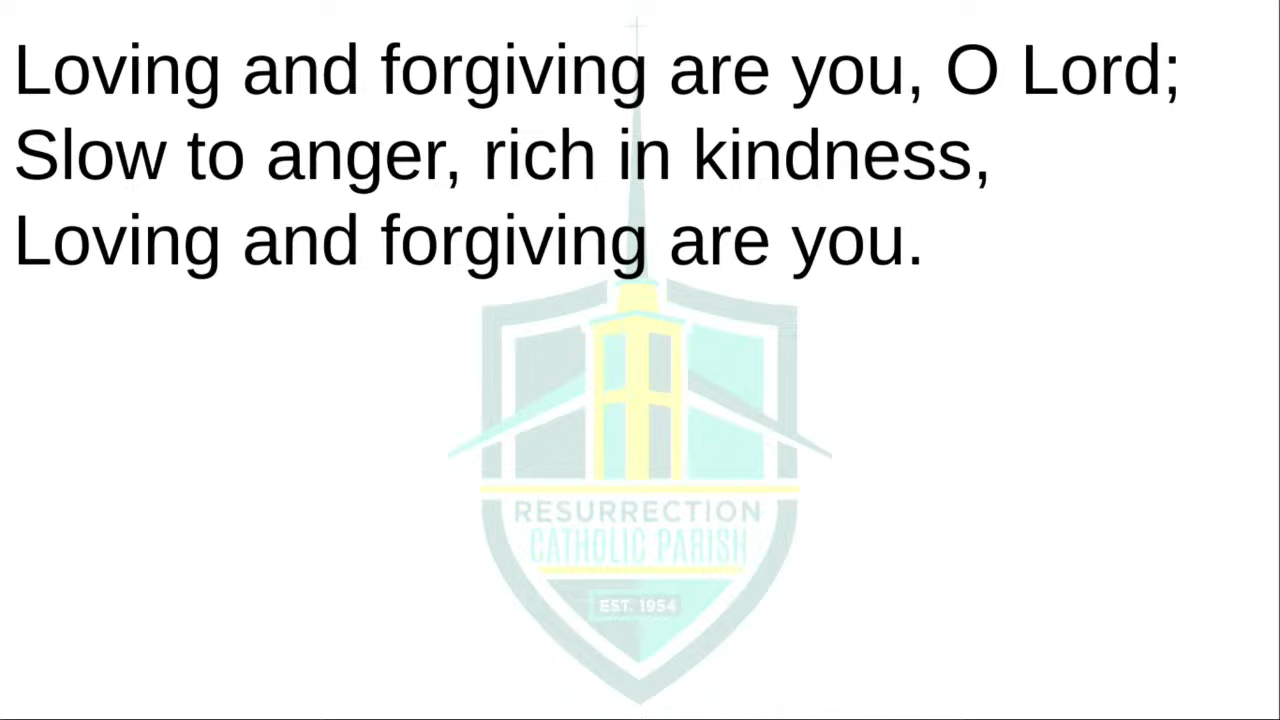 Loving and forgiving are you, O Lord;
Slow to anger, rich in kindness,
Loving and forgiving are you.
RESURRECTION
CATHOLIC PARISH
EST. 1954